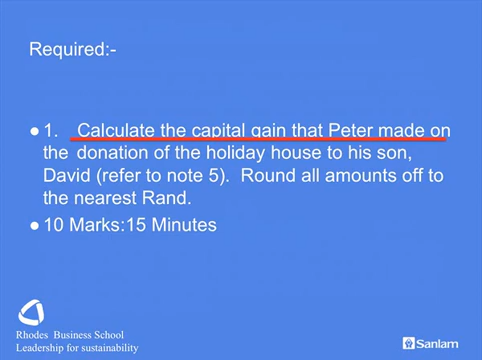 Required:-
● 1. Calculate the capital gain that Peter made on
the donation of the holiday house to his son,
David (refer to note 5). Round all amounts off to
the nearest Rand.
● 10 Marks:15 Minutes
Rhodes Business School
Leadership for sustainability
Sanlam